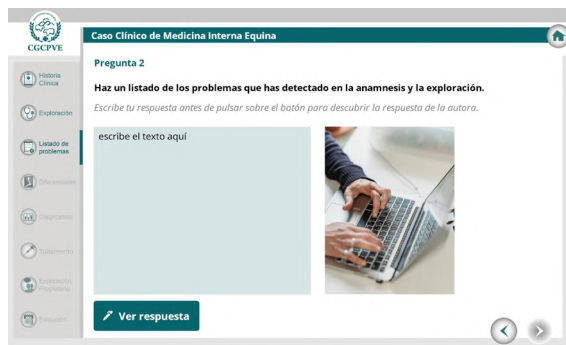 CGCPVE
Caso Clínico de Medicina Interna Equina
Historia
Clínica
Exploración
Listado de
problemas
Diferenciales
Diagnóstico
Tratamiento
Propietario
Evolución
Pregunta 2
Haz un listado de los problemas que has detectado en la anamnesis y la exploración.
Escribe tu respuesta antes de pulsar sobre el botón para descubrir la respuesta de la autora.
escribe el texto aquí
Ver respuesta